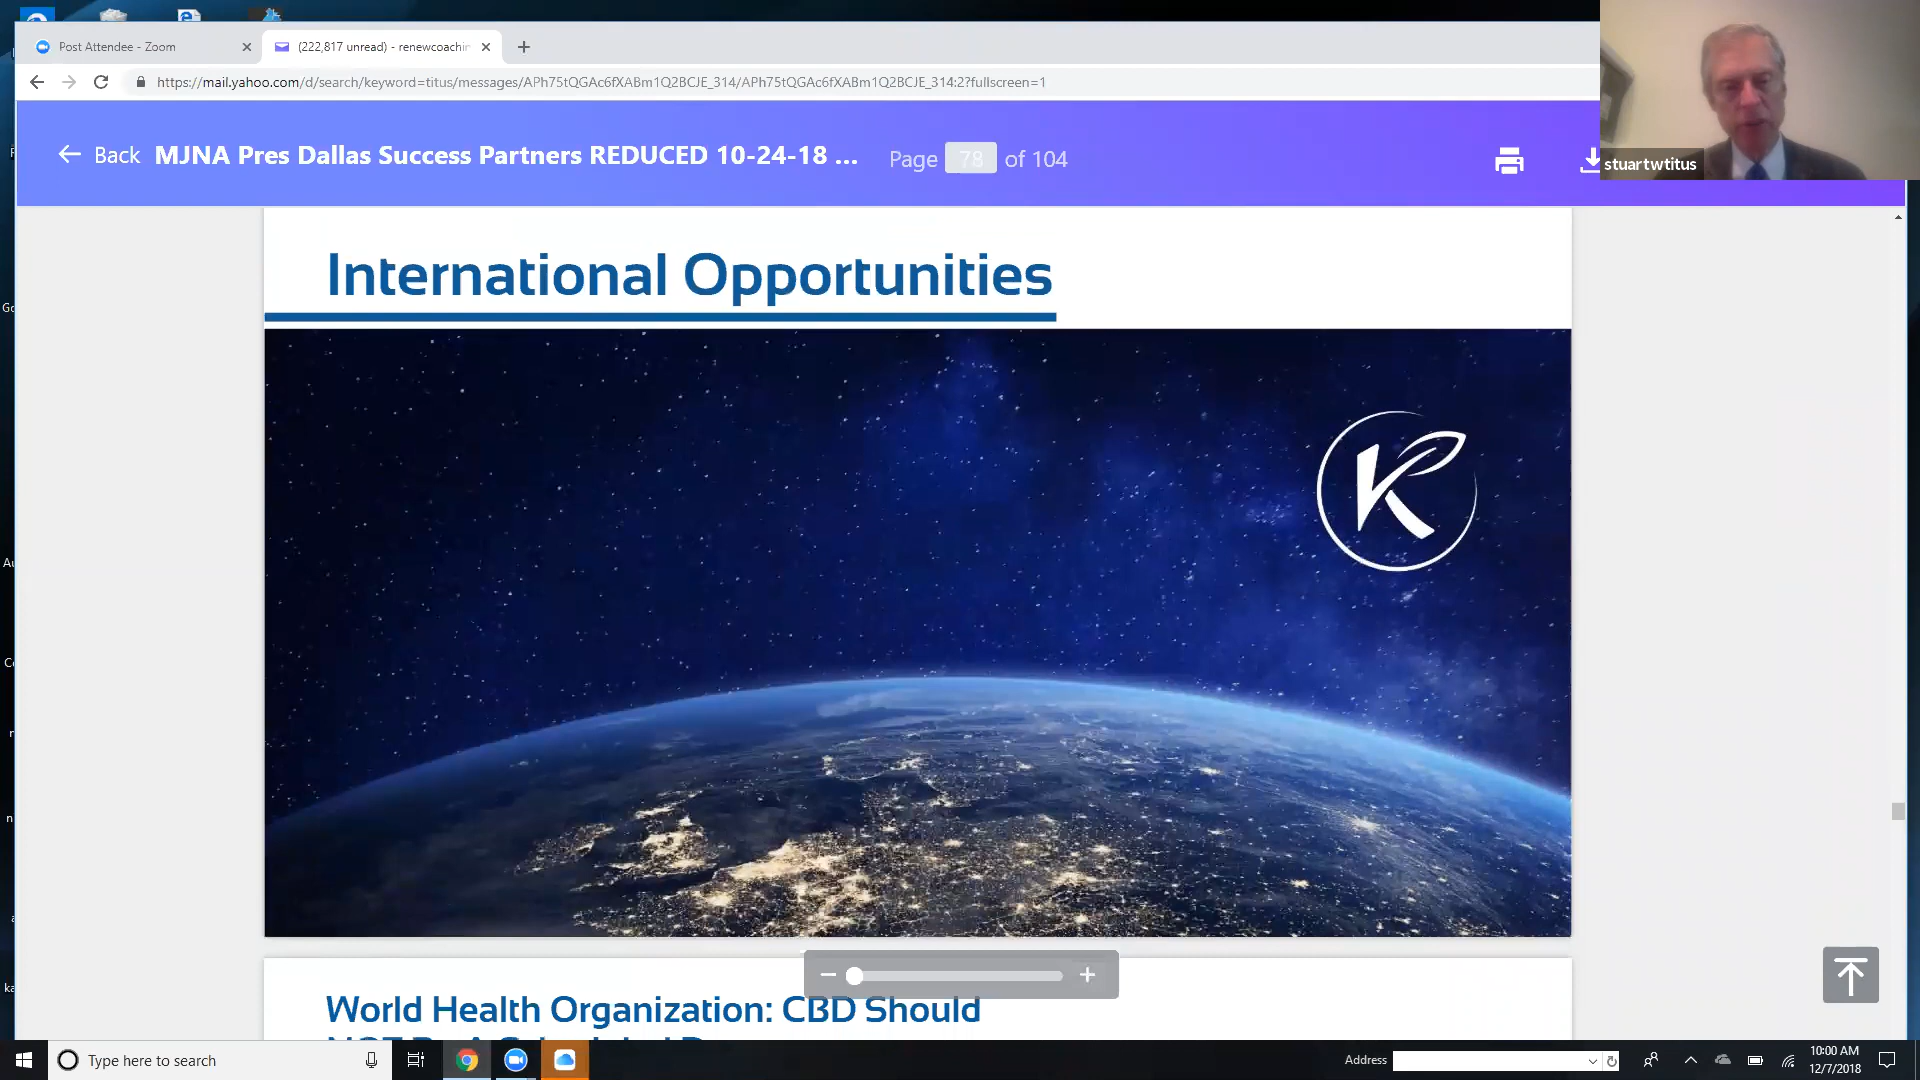 Post Attendee - Zoom
(222,817 unread) - renewcoachin
https://mail.yahoo.com/d/search/keyword=titus/messages/APh75tQGAc6fXABm1Q2BCJE_314/APh75tQGAc6fXABm1Q2BCJE_314:2?fullscreen=1
Back MJNA Pres Dallas Success Partners REDUCED 10-24-18 ... Page 78 of 104
stuartwtitus
International Opportunities
K
World Health Organization: CBD Should
Type here to search
Address
10:00 AM
12/7/2018